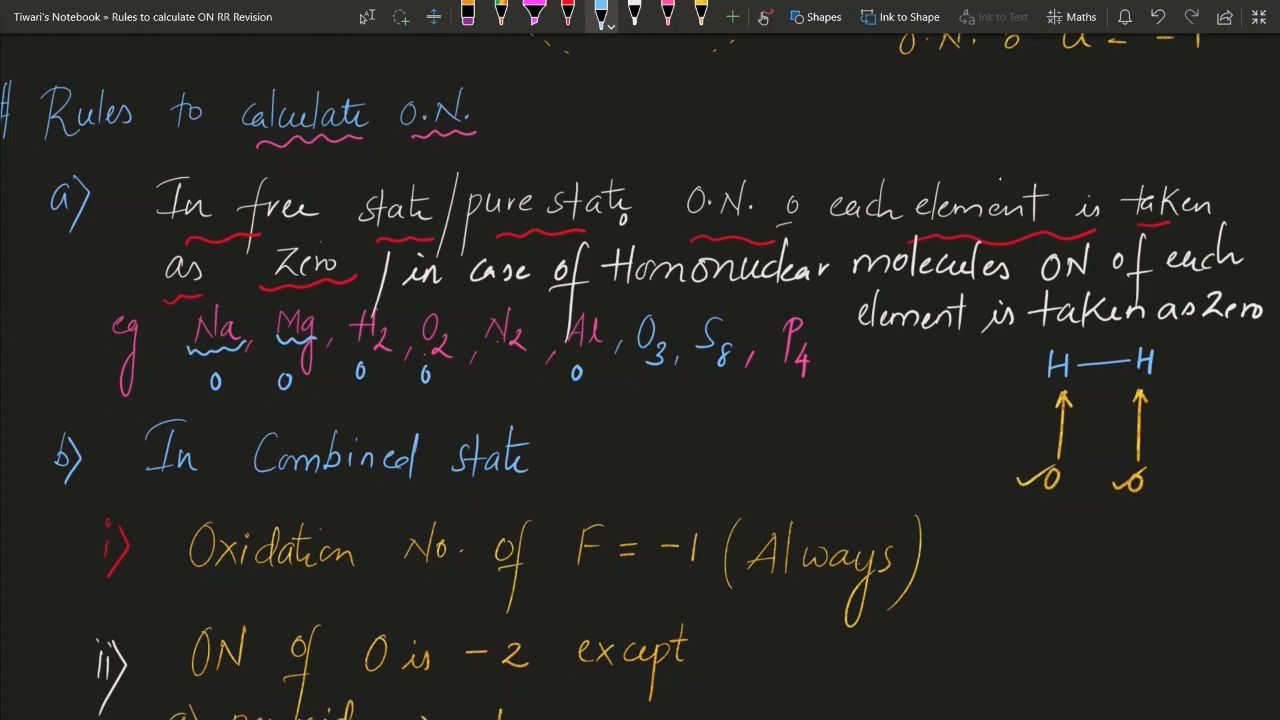 Tiwari's Notebook » Rules to calculate ON RR Revision
Shapes Ink to Shape Ink to Text Maths
# Rules to calculate O.N.
a) In free state/pure state O.N. o each element is taken
as Zero / in case of Homonuclear molecules ON of each
element is taken as Zero
eg Na, Mg, H2, O2, N2, Al, O3, S8, P4
0 0 0 0 0
H — H
0 0
b) In Combined state
i) Oxidation No. of F = -1 (Always)
ii) ON of O is -2 except